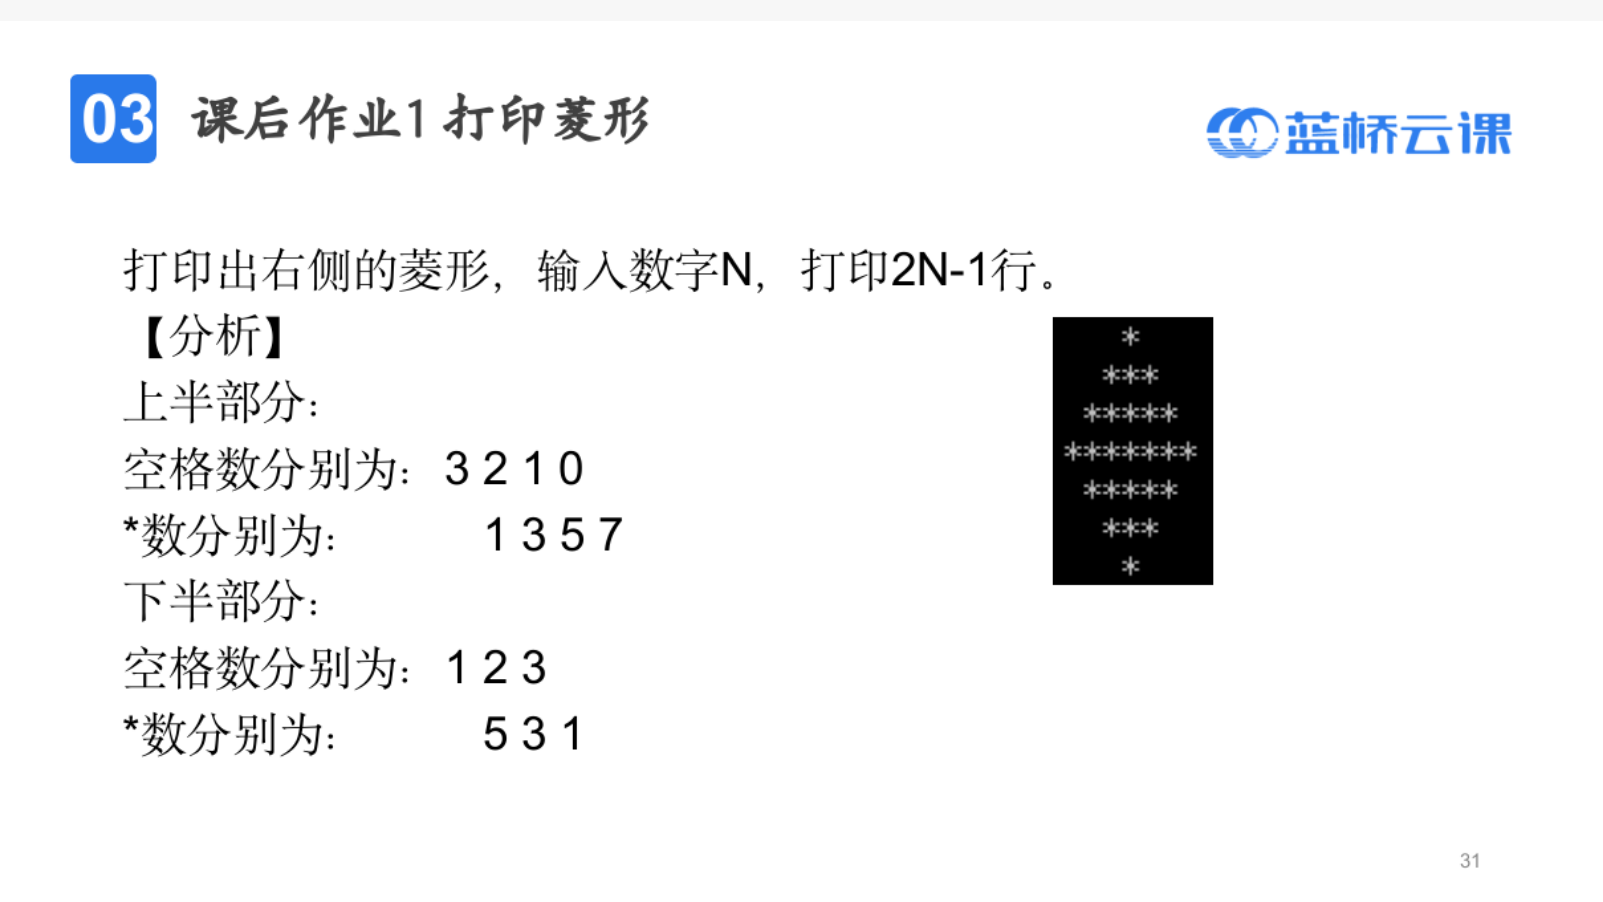 03 课后作业1 打印菱形
蓝桥云课
打印出右侧的菱形，输入数字N，打印2N-1行。
【分析】
上半部分：
空格数分别为：3 2 1 0
*数分别为： 1 3 5 7
下半部分：
空格数分别为：1 2 3
*数分别为： 5 3 1
*
***
*****
*******
*****
***
*
31